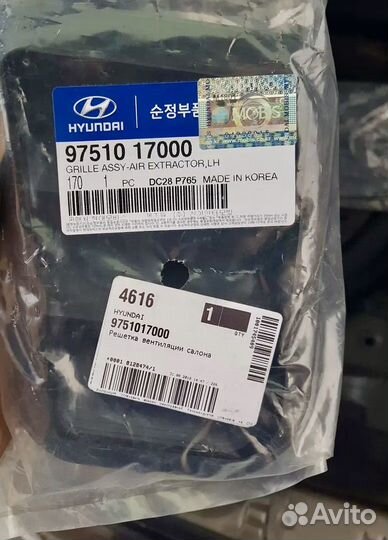 HYUNDAI
순정부품
MOBIS
97510 17000
GRILLE ASSY-AIR EXTRACTOR,LH
170 1 PC DC28 P765 MADE IN KOREA
4616
HYUNDAI
9751017000
Решетка вентиляции салона
1
QTY
Avito